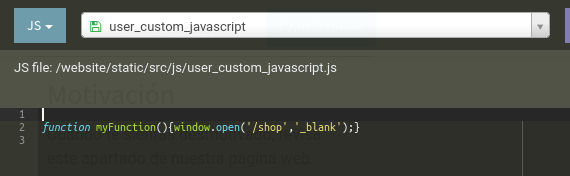 JS
user_custom_javascript
JS file: /website/static/src/js/user_custom_javascript.js
Motivación
1
2 function myFunction(){window.open('/shop','_blank');}
3
este apartado de nuestra página web